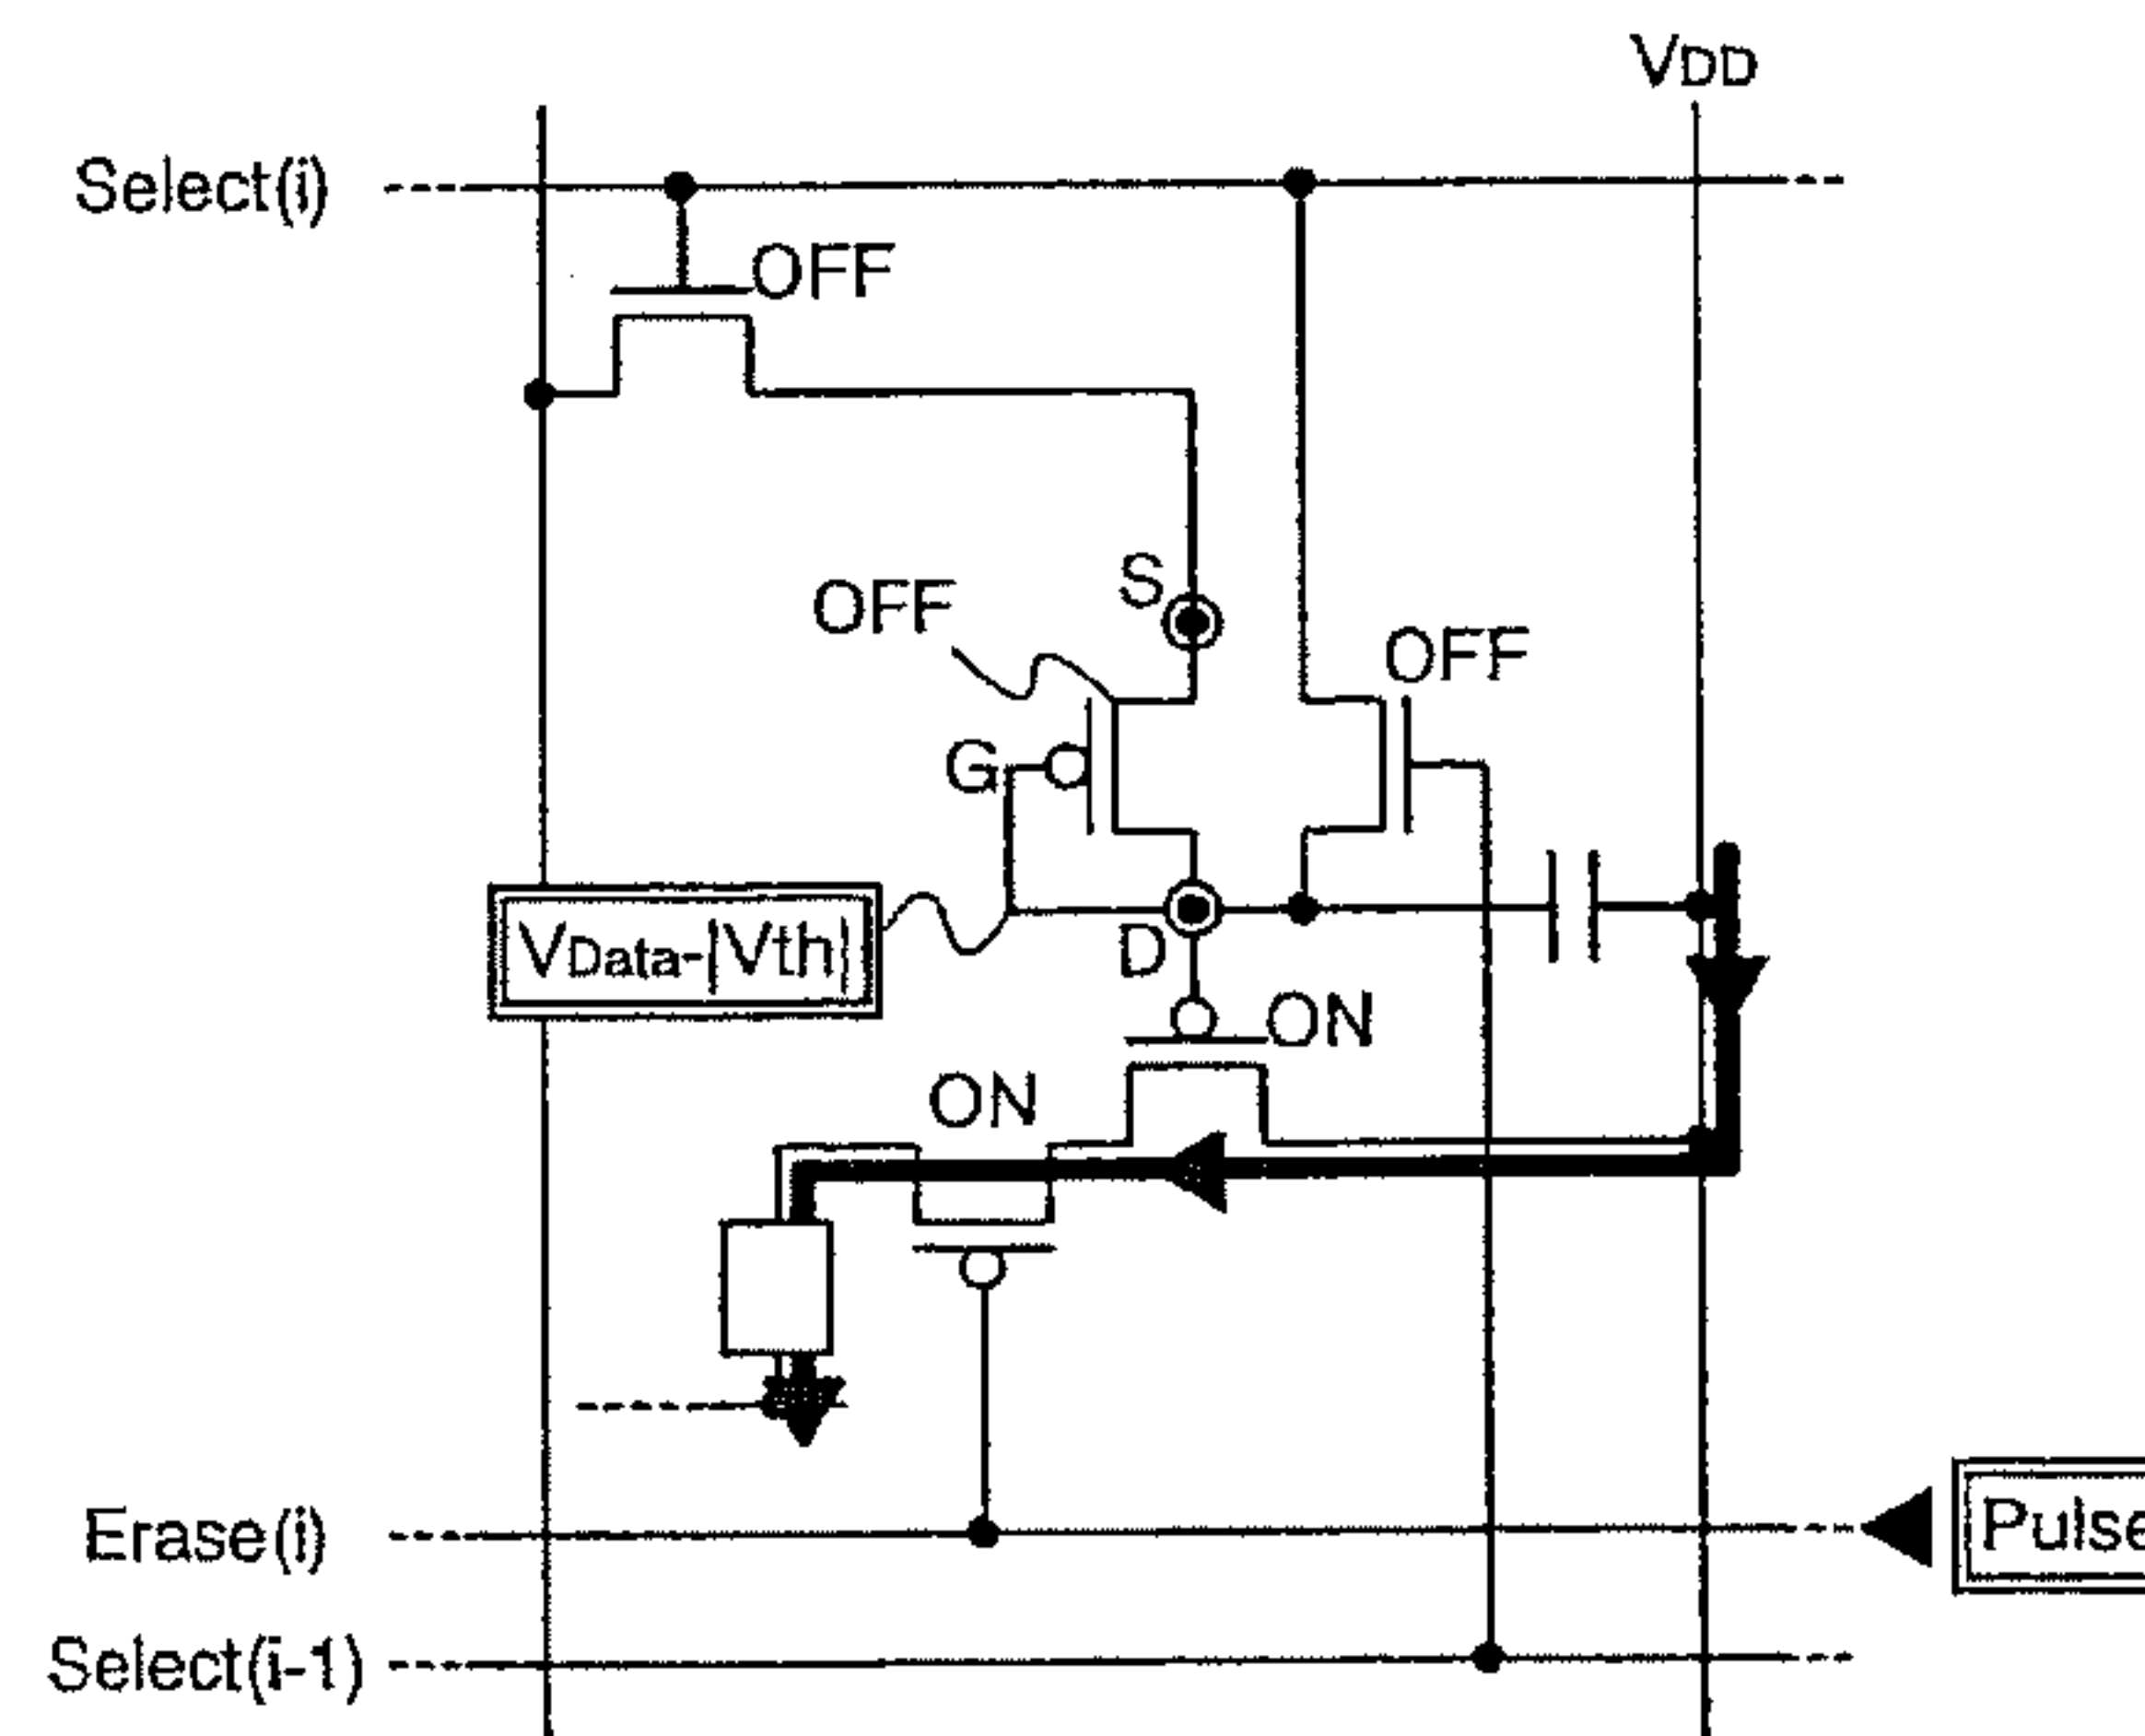 VDD
Select(i)
OFF
OFF
S
OFF
G
VData-|Vth|
D
ON
ON
Erase(i)
Pulse
Select(i-1)